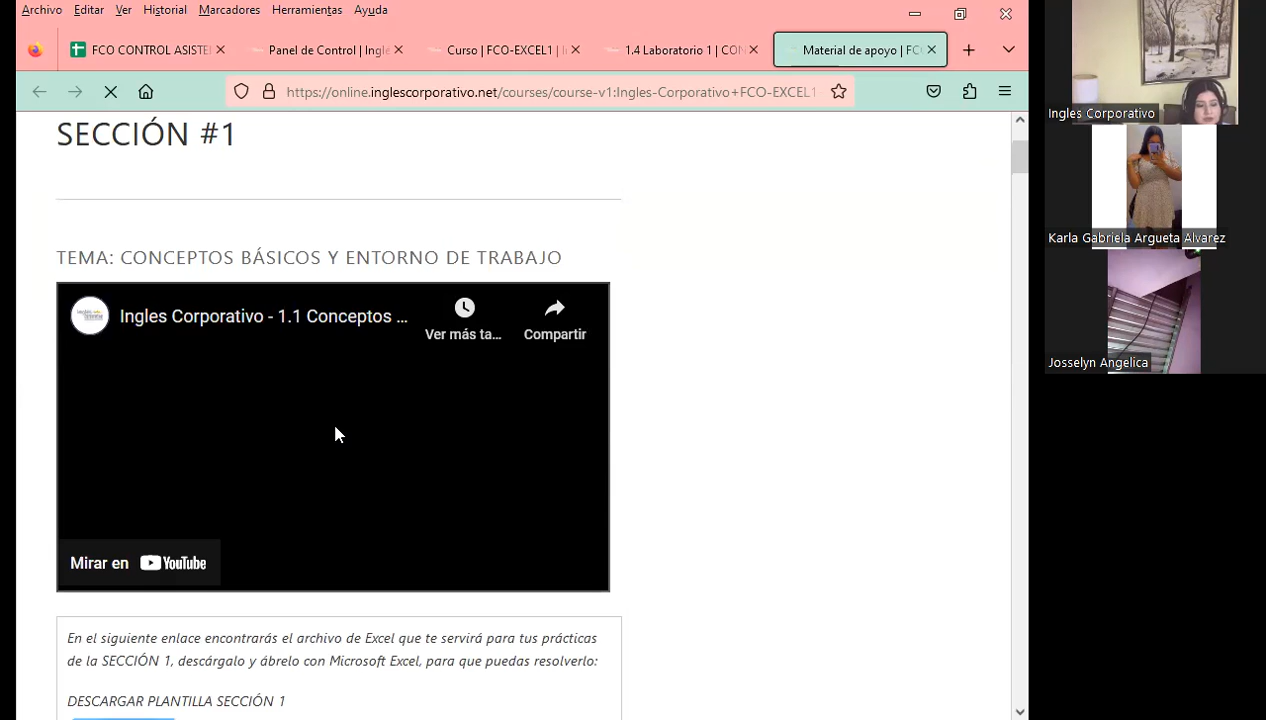 Archivo Editar Ver Historial Marcadores Herramientas Ayuda
FCO CONTROL ASISTE
Panel de Control | Ingle
Curso | FCO-EXCEL1 | I
1.4 Laboratorio 1 | CON
Material de apoyo | FC
https://online.inglescorporativo.net/courses/course-v1:Ingles-Corporativo+FCO-EXCEL1
SECCIÓN #1
TEMA: CONCEPTOS BÁSICOS Y ENTORNO DE TRABAJO
Ingles Corporativo - 1.1 Conceptos ...
Ver más ta...
Compartir
Mirar en YouTube
En el siguiente enlace encontrarás el archivo de Excel que te servirá para tus prácticas
de la SECCIÓN 1, descárgalo y ábrelo con Microsoft Excel, para que puedas resolverlo:
DESCARGAR PLANTILLA SECCIÓN 1
Ingles Corporativo
Karla Gabriela Argueta Alvarez
Josselyn Angelica